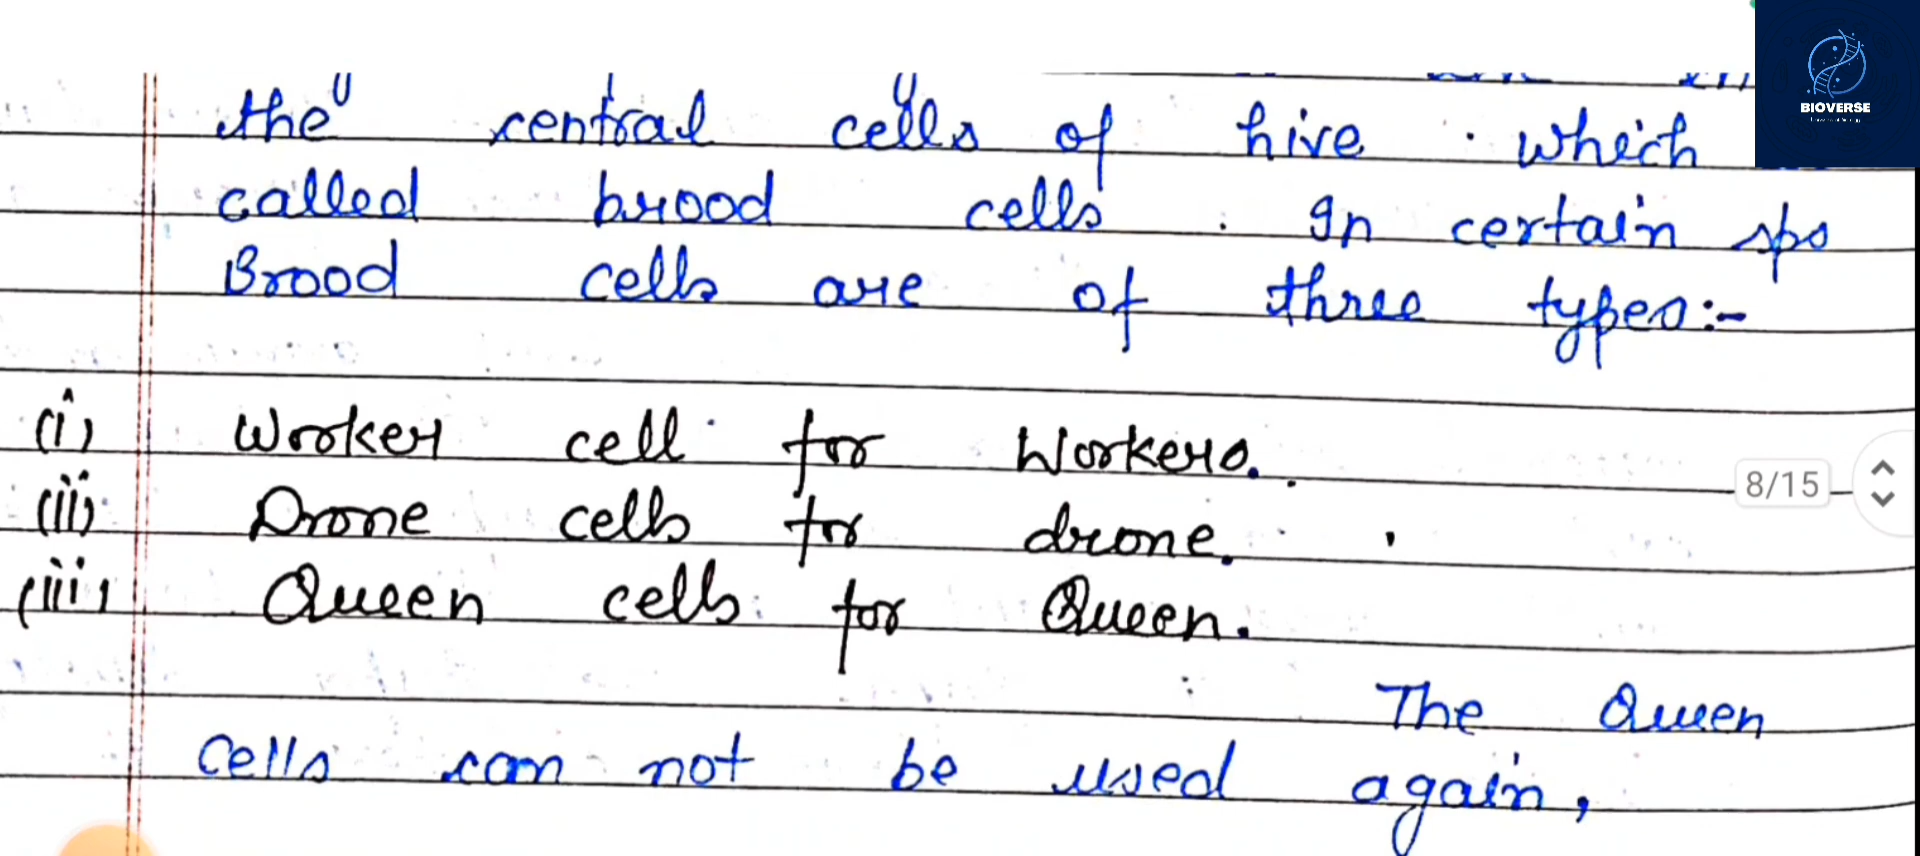 BIOVERSE
the central cells of hive which
called brood cells. In certain sps
Brood cells are of three types:-
(i) Worker cell for Workers.
(ii) Drone cells for drone.
(iii) Queen cells for Queen.
8/15
The Queen
Cells can not be used again,